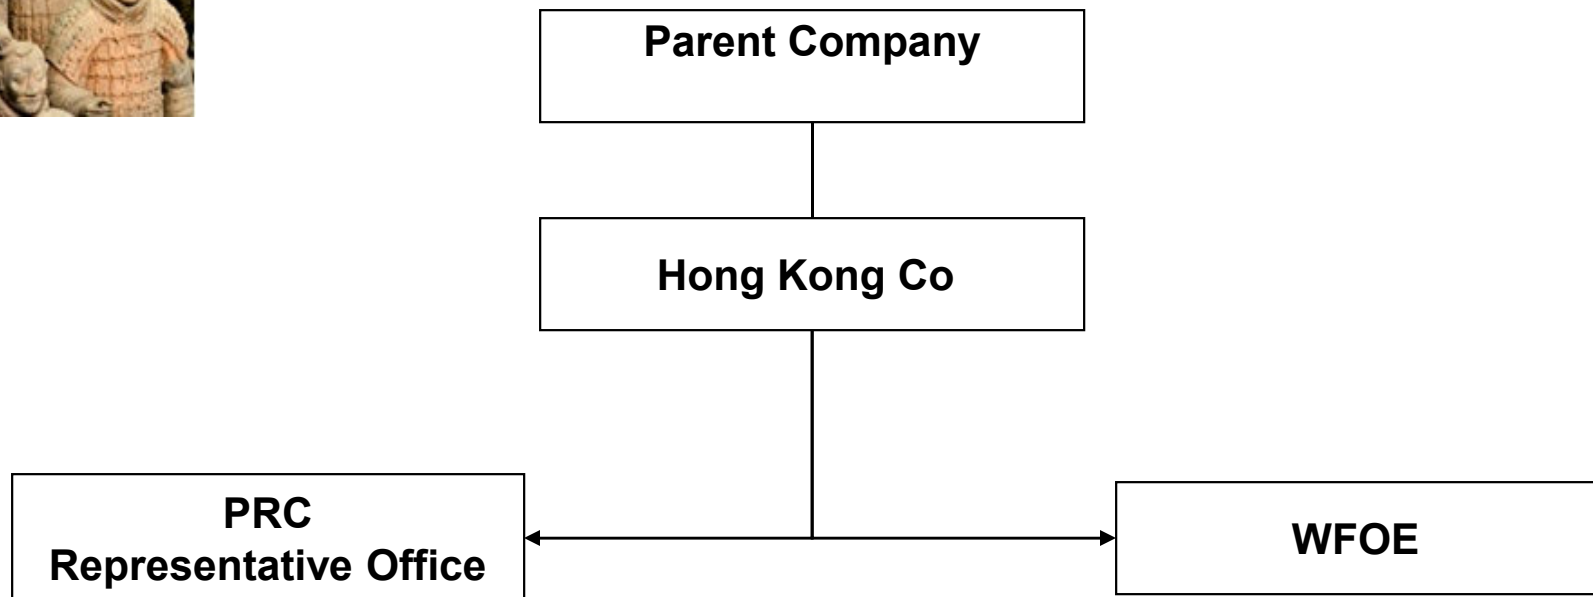 Parent Company
Hong Kong Co
PRC
Representative Office
WFOE